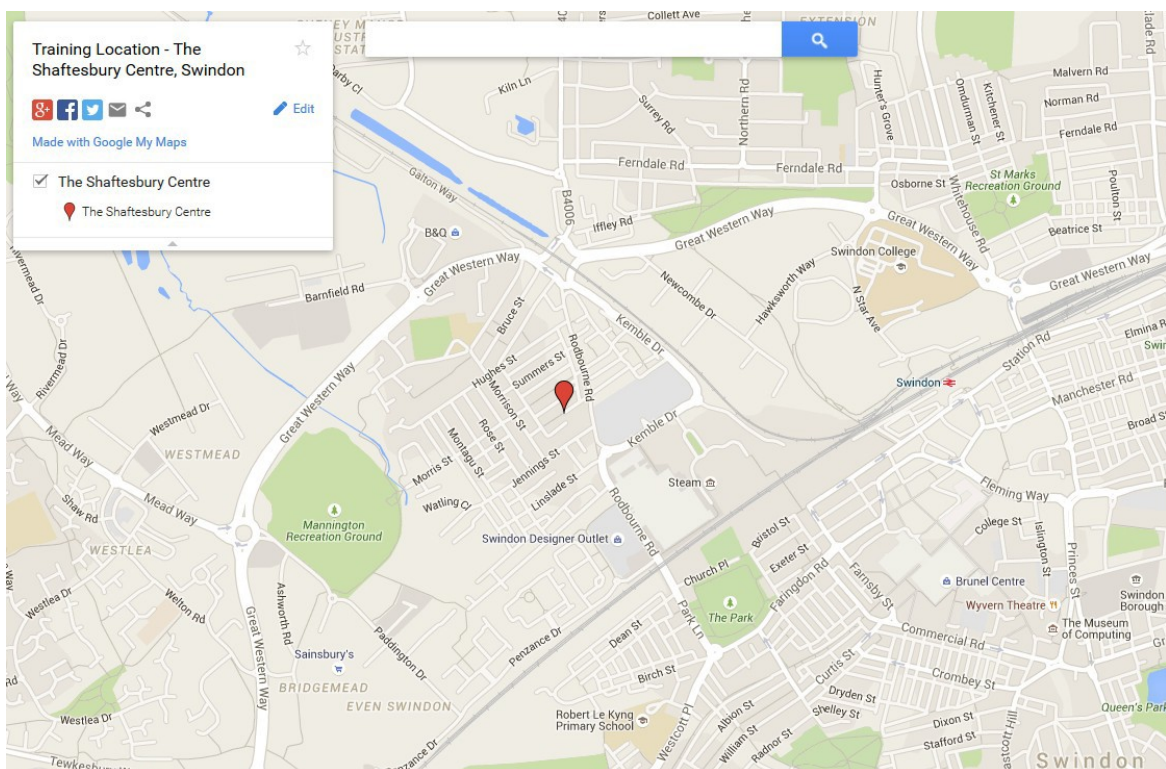 Training Location - The
Shaftesbury Centre, Swindon
8+
Edit
Made with Google My Maps
The Shaftesbury Centre
The Shaftesbury Centre
Collett Ave
EXTENSION
Darby Cl
Kiln Ln
Surrey Rd
Northern Rd
Hunter's Grove
Omdurman St
Kitchener St
Malvern Rd
Norman Rd
Ferndale Rd
Ferndale Rd
Ferndale Rd
Galton Way
B4006
Osborne St
St Marks
Recreation Ground
Poulton St
Whitehouse Rd
Iffley Rd
Beatrice St
B&Q
Great Western Way
Great Western Way
Swindon College
Great Western Way
Great Western Way
Rivermead Dr
Rivermead Dr
Barnfield Rd
Newcombe Dr
Hawksworth Way
N Star Ave
Bruce St
Kemble Dr
Rodbourne Rd
Station Rd
Elmina R
Hughes St
Summers St
Swindon
Manchester Rd
Great Western Way
Morrison St
Westmead Dr
Mead Way
WESTMEAD
Rose St
Kemble Dr
Broad S
Montagu St
Morris St
Jennings St
Steam
Fleming Way
Watling Cl
Linslade St
Mead Way
Shaw Rd
Mannington
Recreation Ground
Rodbourne Rd
Bristol St
College St
Islington St
Swindon Designer Outlet
WESTLEA
Exeter St
Princes St
Church Pl
Faringdon Rd
Farnsby St
Brunel Centre
Swindon
Borough
Ashworth Rd
Westlea Dr
Welton Rd
The Park
Wyvern Theatre
The Museum
of Computing
Great Western Way
Paddington Dr
Penzance Dr
Dean St
Park Ln
Commercial Rd
Sainsbury's
Birch St
Curtis St
Crombey St
BRIDGEMEAD
EVEN SWINDON
Dryden St
Shelley St
Queen's Park
Westlea Dr
Robert Le Kyng
Primary School
Westcott Pl
Albion St
William St
Radnor St
Dixon St
Stafford St
Penzance Dr
Swindon